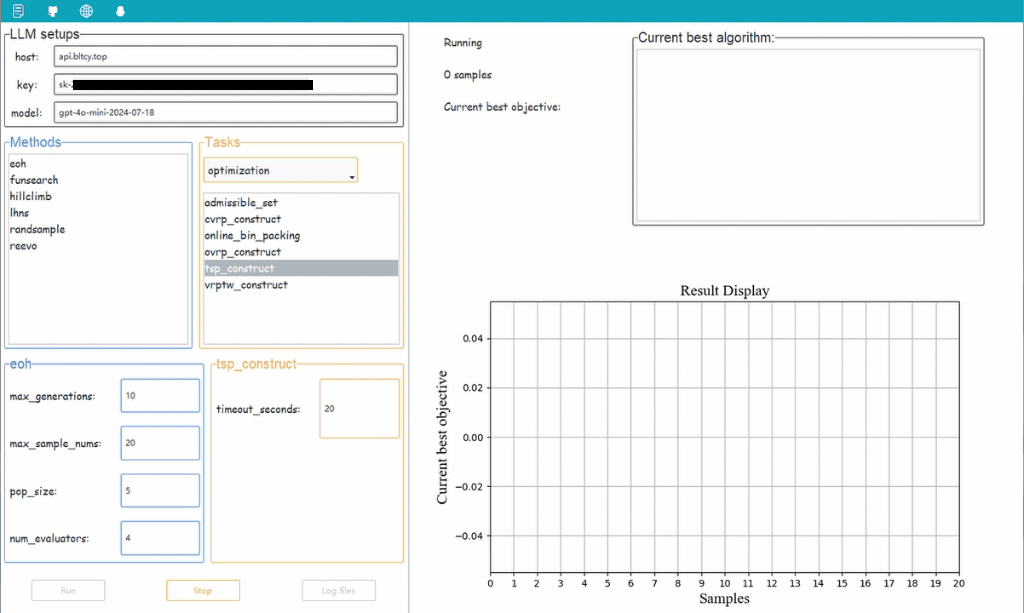 LLM setups
host: api.bltcy.top
key: sk-
model: gpt-4o-mini-2024-07-18
Methods
eoh
funsearch
hillclimb
lhns
randsample
reevo
Tasks
optimization
admissible_set
cvrp_construct
online_bin_packing
ovrp_construct
tsp_construct
vrptw_construct
eoh
max_generations: 10
max_sample_nums: 20
pop_size: 5
num_evaluators: 4
tsp_construct
timeout_seconds: 20
Run
Stop
Log files
Running
0 samples
Current best objective:
Current best algorithm:
Result Display
Current best objective
0.04
0.02
0.00
−0.02
−0.04
0 1 2 3 4 5 6 7 8 9 10 11 12 13 14 15 16 17 18 19 20
Samples